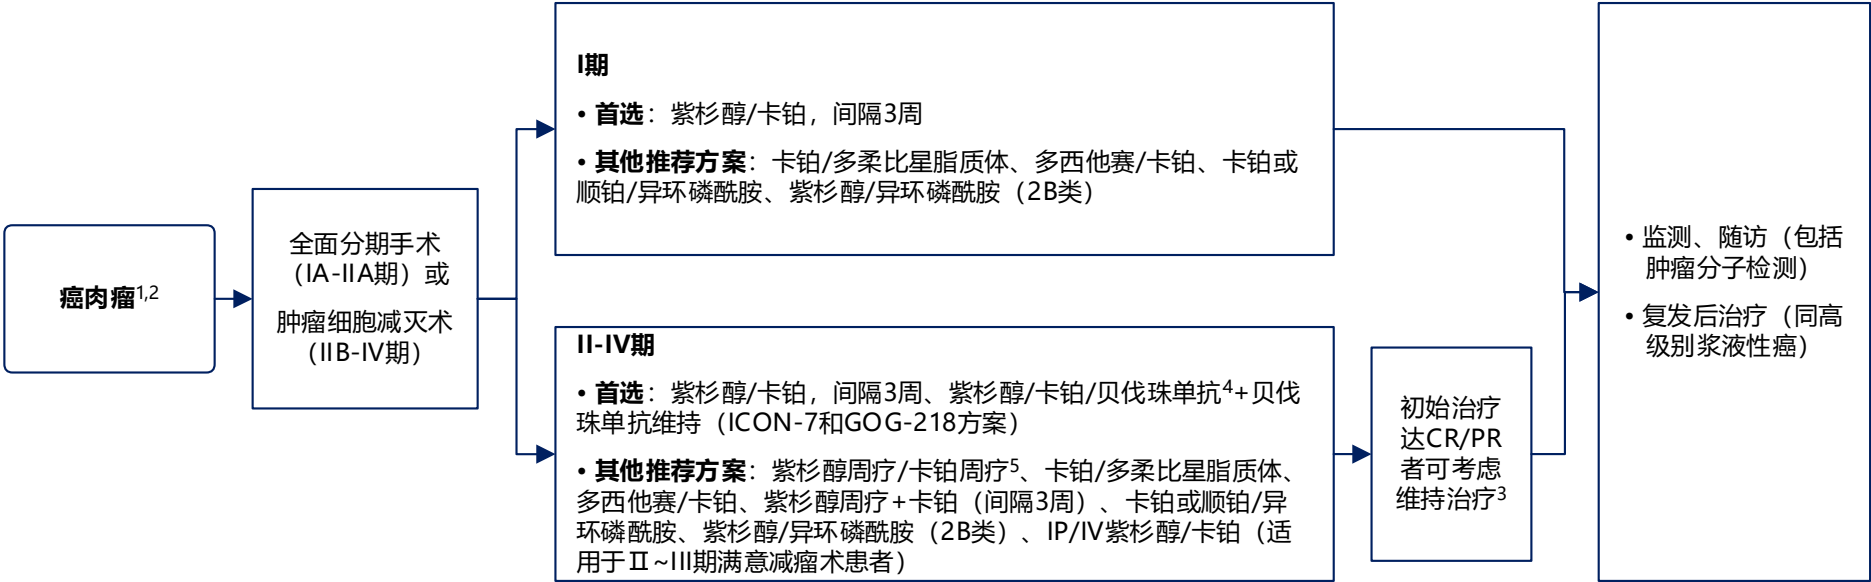 癌肉瘤1,2
全面分期手术
（IA-IIA期）或
肿瘤细胞减灭术
（IIB-IV期）
I期
• 首选：紫杉醇/卡铂，间隔3周
• 其他推荐方案：卡铂/多柔比星脂质体、多西他赛/卡铂、卡铂或
顺铂/异环磷酰胺、紫杉醇/异环磷酰胺（2B类）
II-IV期
• 首选：紫杉醇/卡铂，间隔3周、紫杉醇/卡铂/贝伐珠单抗4+贝伐
珠单抗维持（ICON-7和GOG-218方案）
• 其他推荐方案：紫杉醇周疗/卡铂周疗5、卡铂/多柔比星脂质体、
多西他赛/卡铂、紫杉醇周疗+卡铂（间隔3周）、卡铂或顺铂/异
环磷酰胺、紫杉醇/异环磷酰胺（2B类）、IP/IV紫杉醇/卡铂（适
用于Ⅱ~III期满意减瘤术患者）
初始治疗
达CR/PR
者可考虑
维持治疗3
• 监测、随访（包括
肿瘤分子检测）
• 复发后治疗（同高
级别浆液性癌）